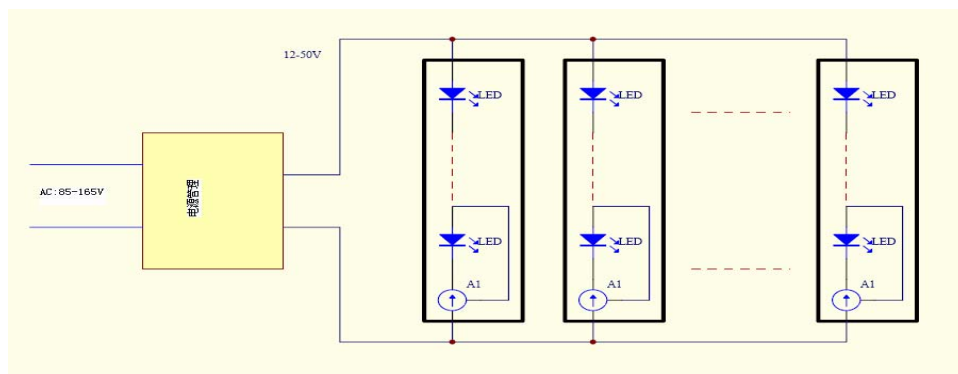 12-50V
LED
LED
LED
AC:85-165V
电源管理
LED
LED
LED
A1
A1
A1